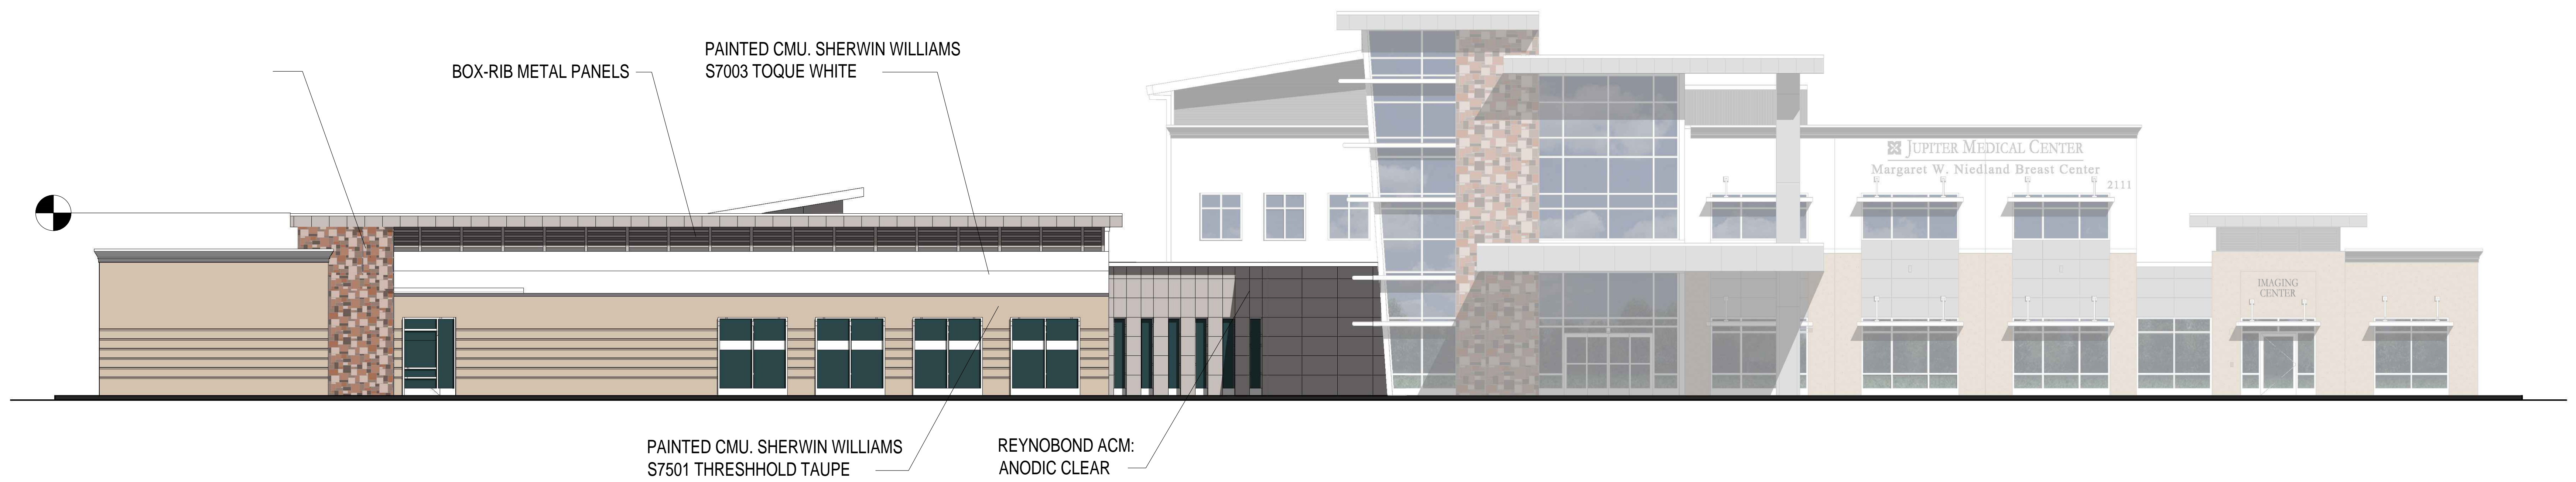 PAINTED CMU. SHERWIN WILLIAMS
S7003 TOQUE WHITE
BOX-RIB METAL PANELS
JUPITER MEDICAL CENTER
Margaret W. Niedland Breast Center
2111
IMAGING
CENTER
PAINTED CMU. SHERWIN WILLIAMS
S7501 THRESHHOLD TAUPE
REYNOBOND ACM:
ANODIC CLEAR